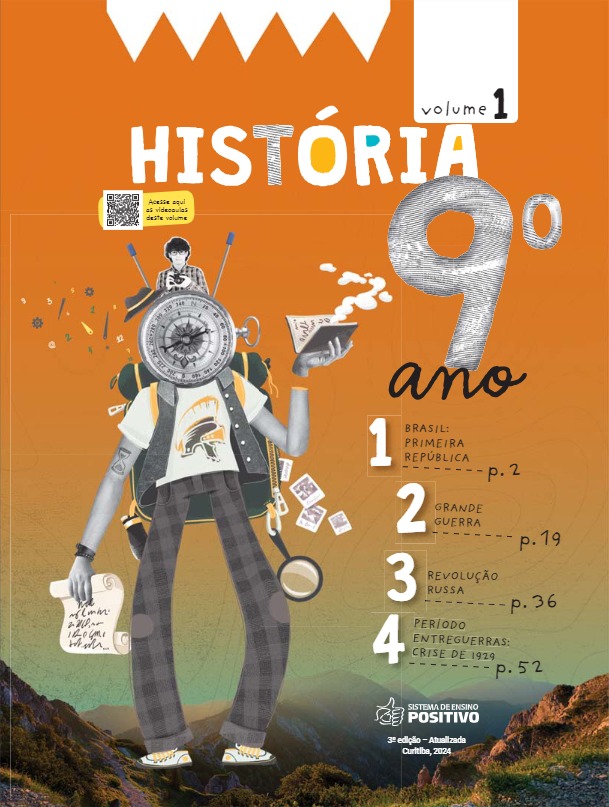 volume 1
HISTÓRIA
Acesse aqui
as videoaulas
deste volume
9º
ano
1
BRASIL:
PRIMEIRA
REPÚBLICA
p. 2
2
GRANDE
GUERRA
p. 19
3
REVOLUÇÃO
RUSSA
p. 36
4
PERÍODO
ENTREGUERRAS:
CRISE DE 1929
p. 52
SISTEMA DE ENSINO
POSITIVO
3ª edição – Atualizada
Curitiba, 2024